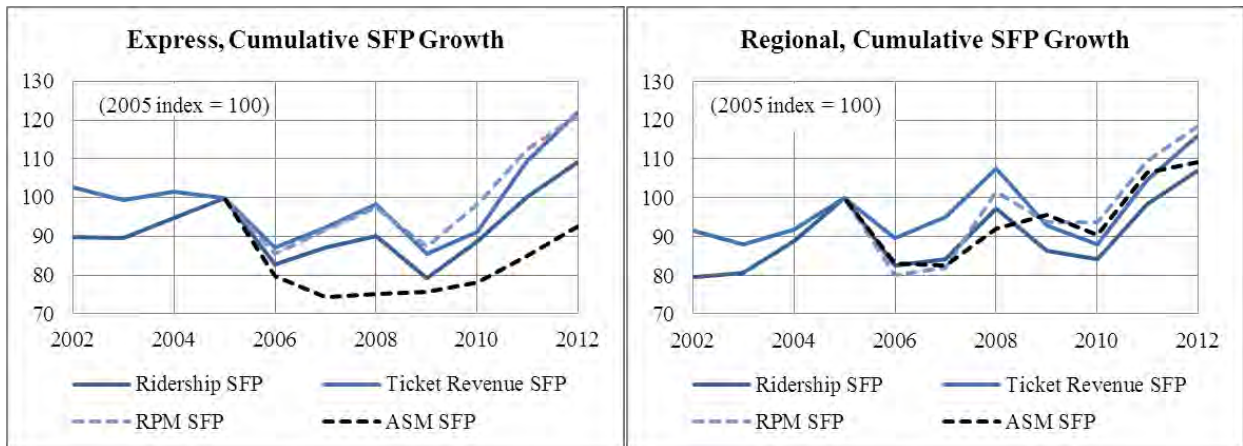 Express, Cumulative SFP Growth
(2005 index = 100)
130
120
110
100
90
80
70
2002 2004 2006 2008 2010 2012
Ridership SFP Ticket Revenue SFP
RPM SFP ASM SFP
Regional, Cumulative SFP Growth
(2005 index = 100)
130
120
110
100
90
80
70
2002 2004 2006 2008 2010 2012
Ridership SFP Ticket Revenue SFP
RPM SFP ASM SFP